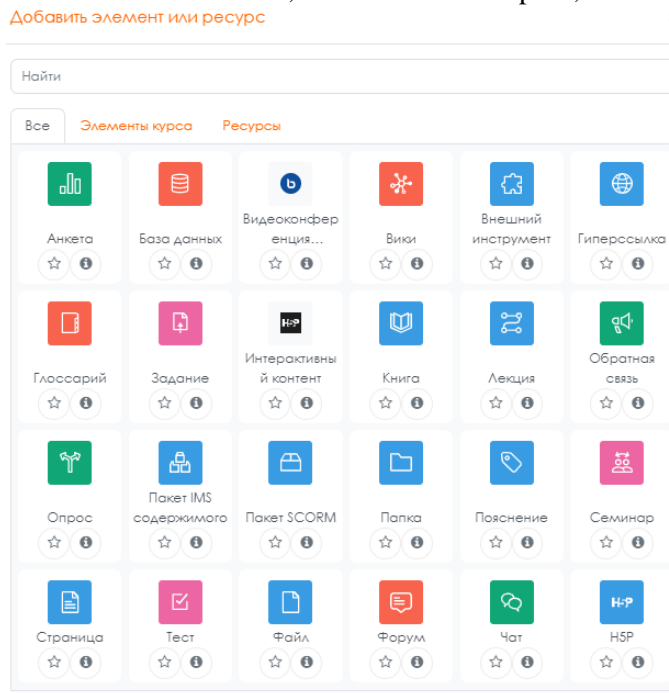 Добавить элемент или ресурс
Найти
Все Элементы курса Ресурсы
Видеоконфер Внешний
Анкета База данных енция... Вики инструмент Гиперссылка
Интерактивны Обратная
Глоссарий Задание й контент Книга Лекция связь
Пакет IMS
Опрос содержимого Пакет SCORM Папка Пояснение Семинар
Страница Тест Файл Форум Чат H5P